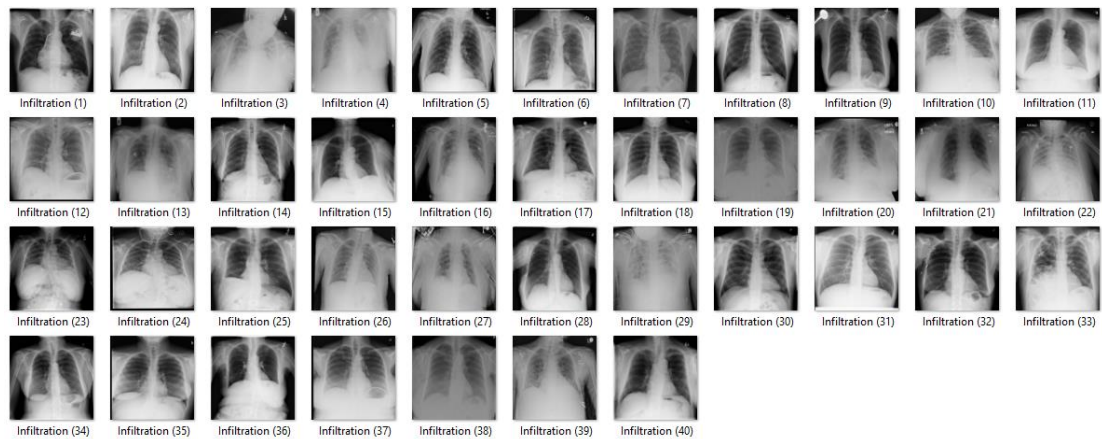 Infiltration (1) Infiltration (2) Infiltration (3) Infiltration (4) Infiltration (5) Infiltration (6) Infiltration (7) Infiltration (8) Infiltration (9) Infiltration (10) Infiltration (11)
Infiltration (12) Infiltration (13) Infiltration (14) Infiltration (15) Infiltration (16) Infiltration (17) Infiltration (18) Infiltration (19) Infiltration (20) Infiltration (21) Infiltration (22)
Infiltration (23) Infiltration (24) Infiltration (25) Infiltration (26) Infiltration (27) Infiltration (28) Infiltration (29) Infiltration (30) Infiltration (31) Infiltration (32) Infiltration (33)
Infiltration (34) Infiltration (35) Infiltration (36) Infiltration (37) Infiltration (38) Infiltration (39) Infiltration (40)